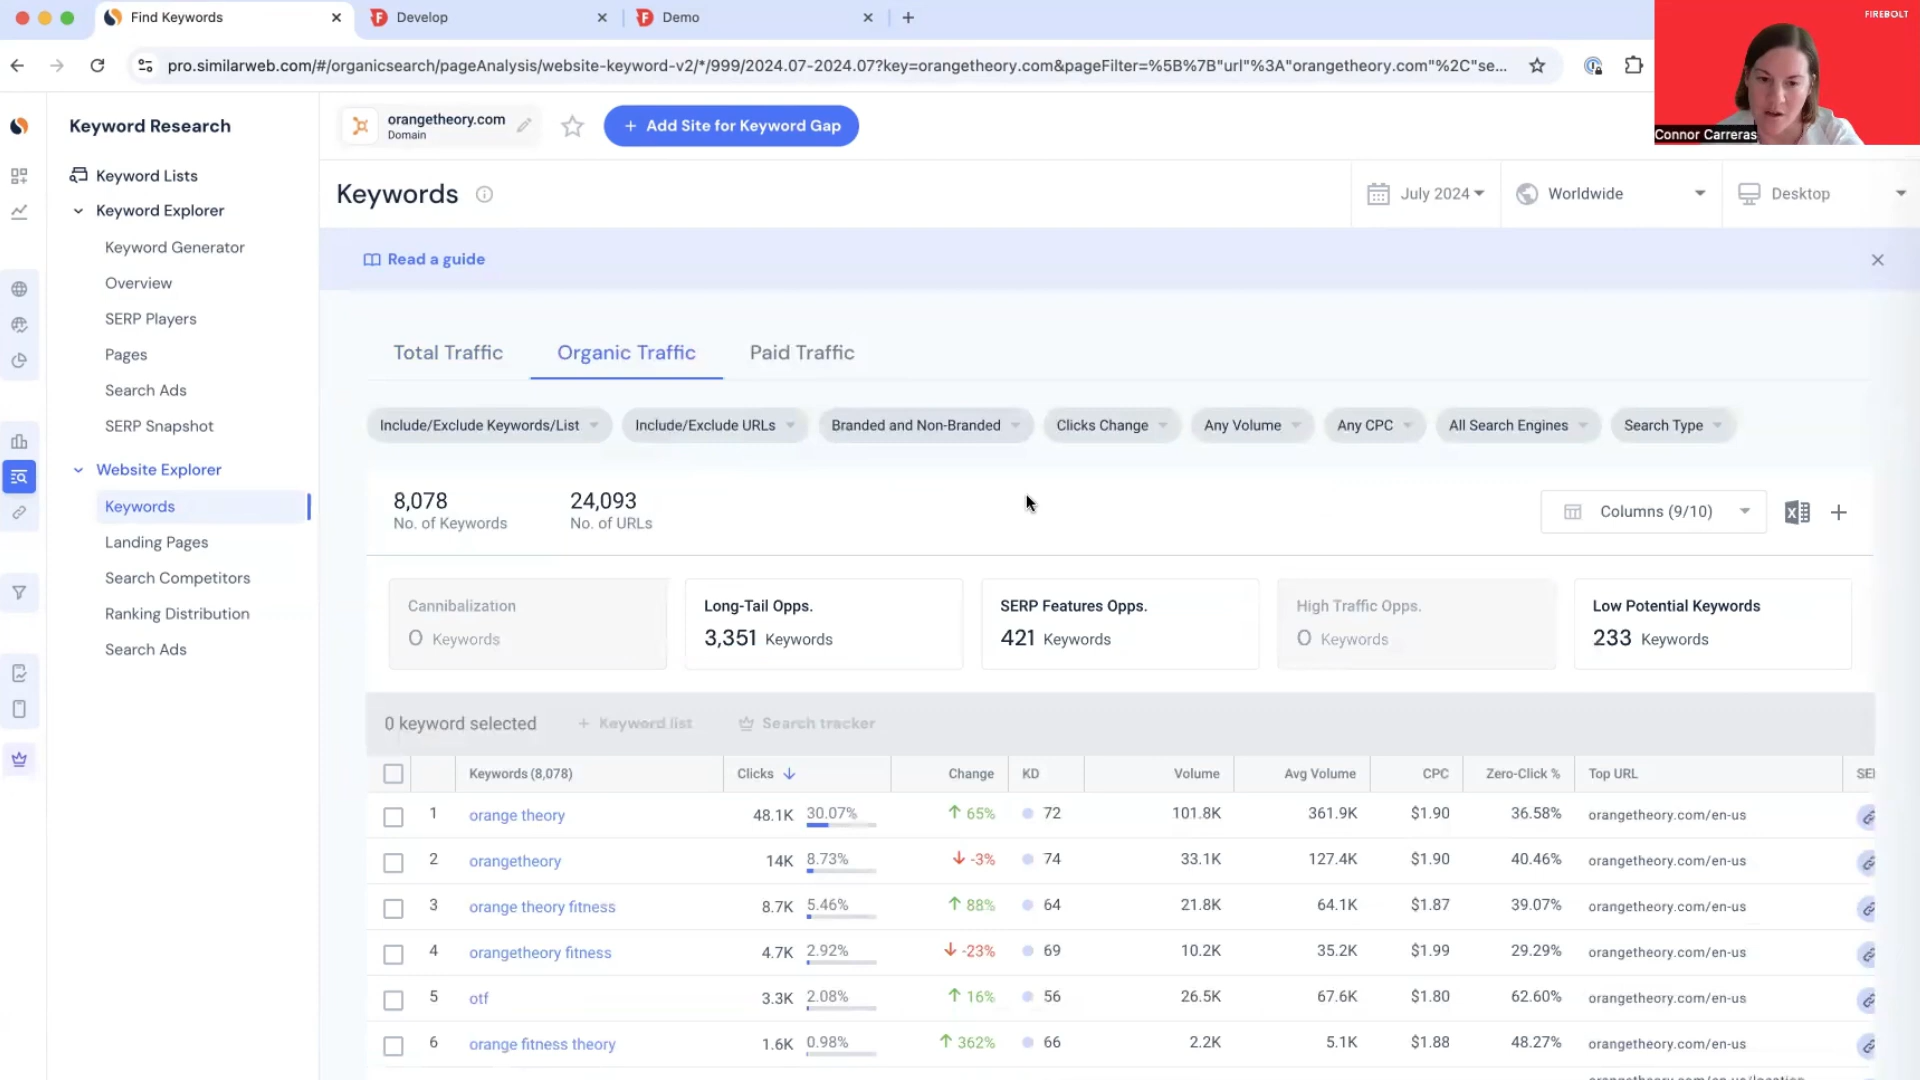 Find Keywords
Develop
Demo
FIREBOLT
pro.similarweb.com/#/organicsearch/pageAnalysis/website-keyword-v2/*/999/2024.07-2024.07?key=orangetheory.com&pageFilter=%5B%7B"url"%3A"orangetheory.com"%2C"se...
Connor Carreras
Keyword Research
Keyword Lists
Keyword Explorer
Keyword Generator
Overview
SERP Players
Pages
Search Ads
SERP Snapshot
Website Explorer
Keywords
Landing Pages
Search Competitors
Ranking Distribution
Search Ads
orangetheory.com
Domain
+ Add Site for Keyword Gap
Keywords
July 2024
Worldwide
Desktop
Read a guide
Total Traffic
Organic Traffic
Paid Traffic
Include/Exclude Keywords/List
Include/Exclude URLs
Branded and Non-Branded
Clicks Change
Any Volume
Any CPC
All Search Engines
Search Type
8,078
No. of Keywords
24,093
No. of URLs
Columns (9/10)
Cannibalization
0 Keywords
Long-Tail Opps.
3,351 Keywords
SERP Features Opps.
421 Keywords
High Traffic Opps.
0 Keywords
Low Potential Keywords
233 Keywords
0 keyword selected
+ Keyword list
Search tracker
Keywords (8,078) Clicks Change KD Volume Avg Volume CPC Zero-Click % Top URL
1 orange theory 48.1K 30.07% 65% 72 101.8K 361.9K $1.90 36.58% orangetheory.com/en-us
2 orangetheory 14K 8.73% -3% 74 33.1K 127.4K $1.90 40.46% orangetheory.com/en-us
3 orange theory fitness 8.7K 5.46% 88% 64 21.8K 64.1K $1.87 39.07% orangetheory.com/en-us
4 orangetheory fitness 4.7K 2.92% -23% 69 10.2K 35.2K $1.99 29.29% orangetheory.com/en-us
5 otf 3.3K 2.08% 16% 56 26.5K 67.6K $1.80 62.60% orangetheory.com/en-us
6 orange fitness theory 1.6K 0.98% 362% 66 2.2K 5.1K $1.88 48.27% orangetheory.com/en-us